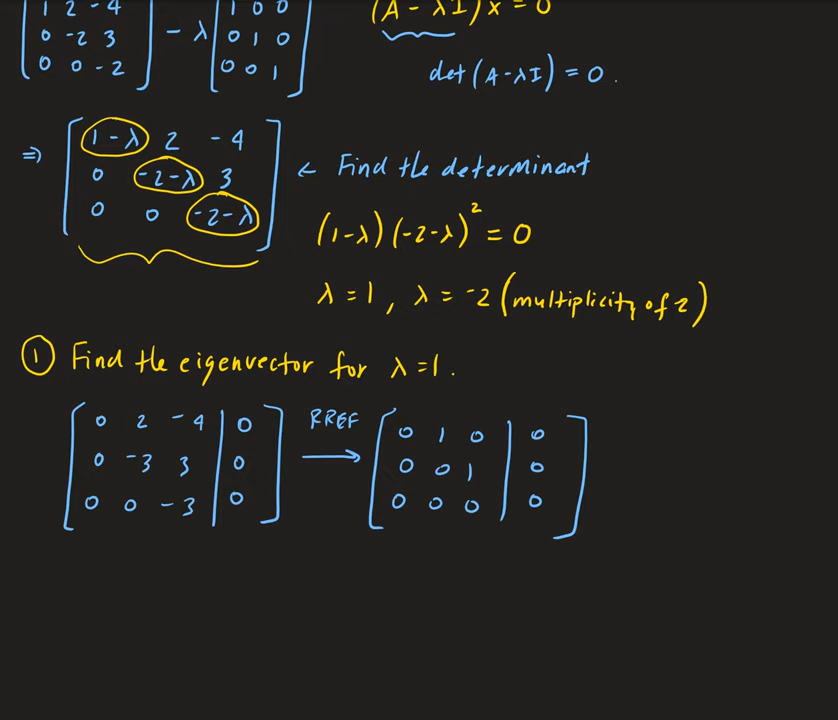 [1 2 -4; 0 -2 3; 0 0 -2] - λ[1 0 0; 0 1 0; 0 0 1]
(A - λI)x = 0
det(A-λI) = 0.
⇒ [1-λ 2 -4; 0 -2-λ 3; 0 0 -2-λ] ← Find the determinant
(1-λ)(-2-λ)² = 0
λ = 1, λ = -2 (multiplicity of 2)
① Find the eigenvector for λ = 1.
[0 2 -4 | 0; 0 -3 3 | 0; 0 0 -3 | 0] RREF → [0 1 0 | 0; 0 0 1 | 0; 0 0 0 | 0]